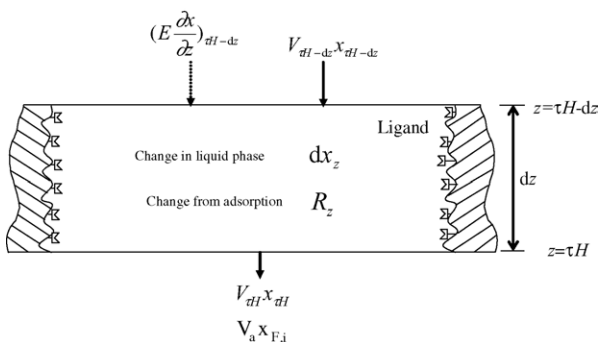 (E ∂x/∂z)τH−dz
VτH−dz xτH−dz
z=τH-dz
Ligand
Change in liquid phase dxz
dz
Change from adsorption Rz
z=τH
VτH xτH
Va xF,i